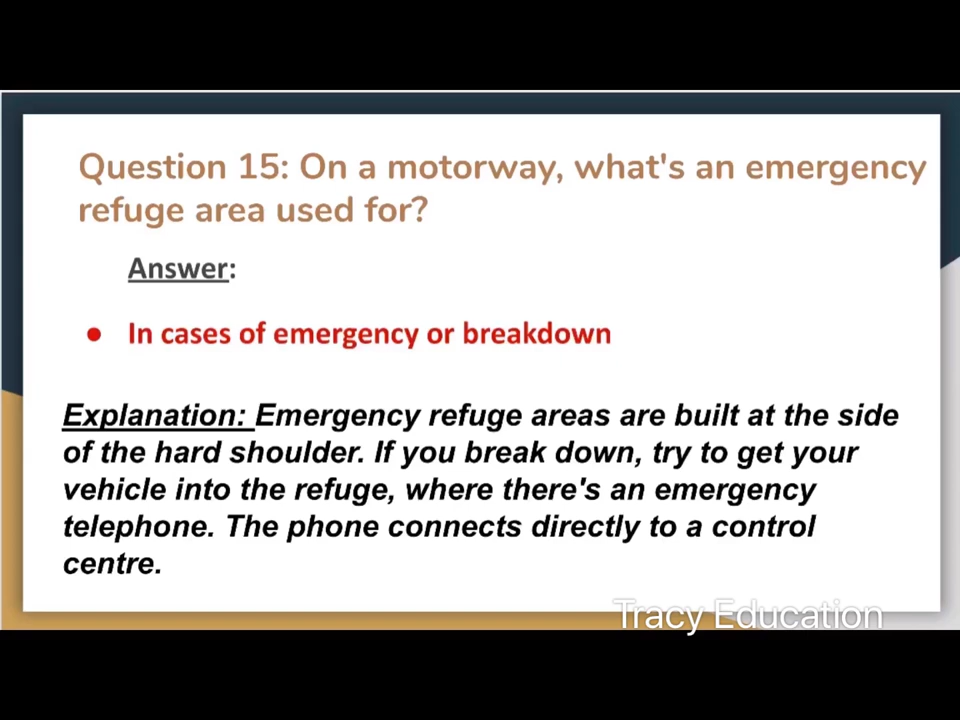 Question 15: On a motorway, what's an emergency
refuge area used for?
Answer:
● In cases of emergency or breakdown
Explanation: Emergency refuge areas are built at the side
of the hard shoulder. If you break down, try to get your
vehicle into the refuge, where there's an emergency
telephone. The phone connects directly to a control
centre.
Tracy Education